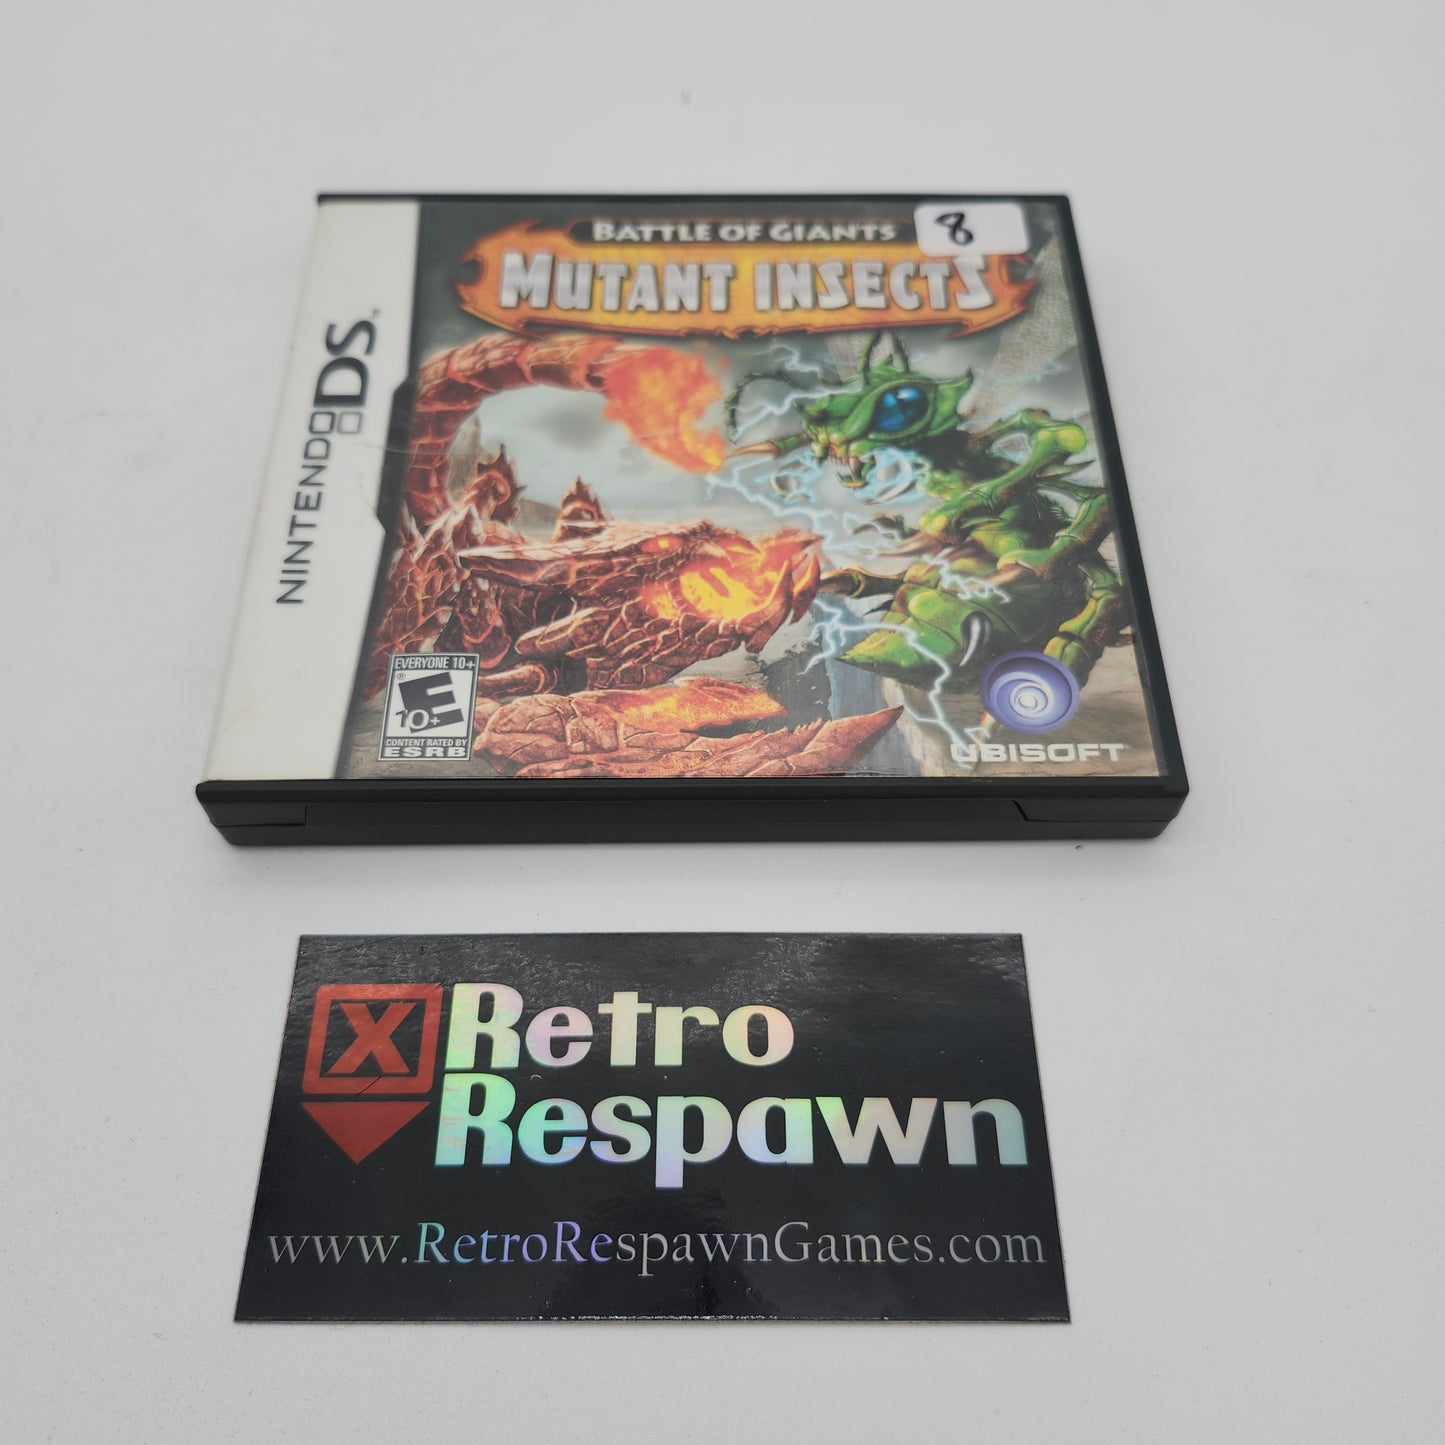 BATTLE OF GIANTS
8
MUTANT INSECTS
NINTENDO DS™
EVERYONE 10+
E
10+
®
CONTENT RATED BY
ESRB
UBISOFT
X
Retro
Respawn
www.RetroRespawnGames.com